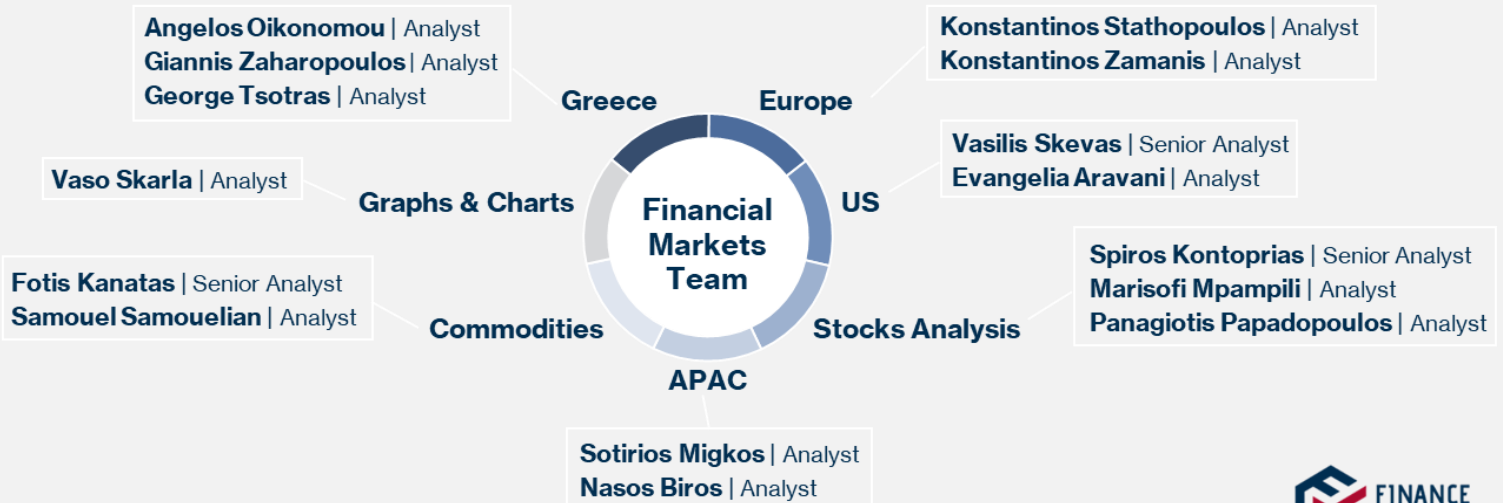 Angelos Oikonomou | Analyst
Giannis Zaharopoulos | Analyst
George Tsotras | Analyst
Konstantinos Stathopoulos | Analyst
Konstantinos Zamanis | Analyst
Greece
Europe
Vasilis Skevas | Senior Analyst
Evangelia Aravani | Analyst
Vaso Skarla | Analyst
Graphs & Charts
US
Financial
Markets
Team
Spiros Kontoprias | Senior Analyst
Marisofi Mpampili | Analyst
Panagiotis Papadopoulos | Analyst
Fotis Kanatas | Senior Analyst
Samouel Samouelian | Analyst
Commodities
Stocks Analysis
APAC
Sotirios Migkos | Analyst
Nasos Biros | Analyst
FINANCE